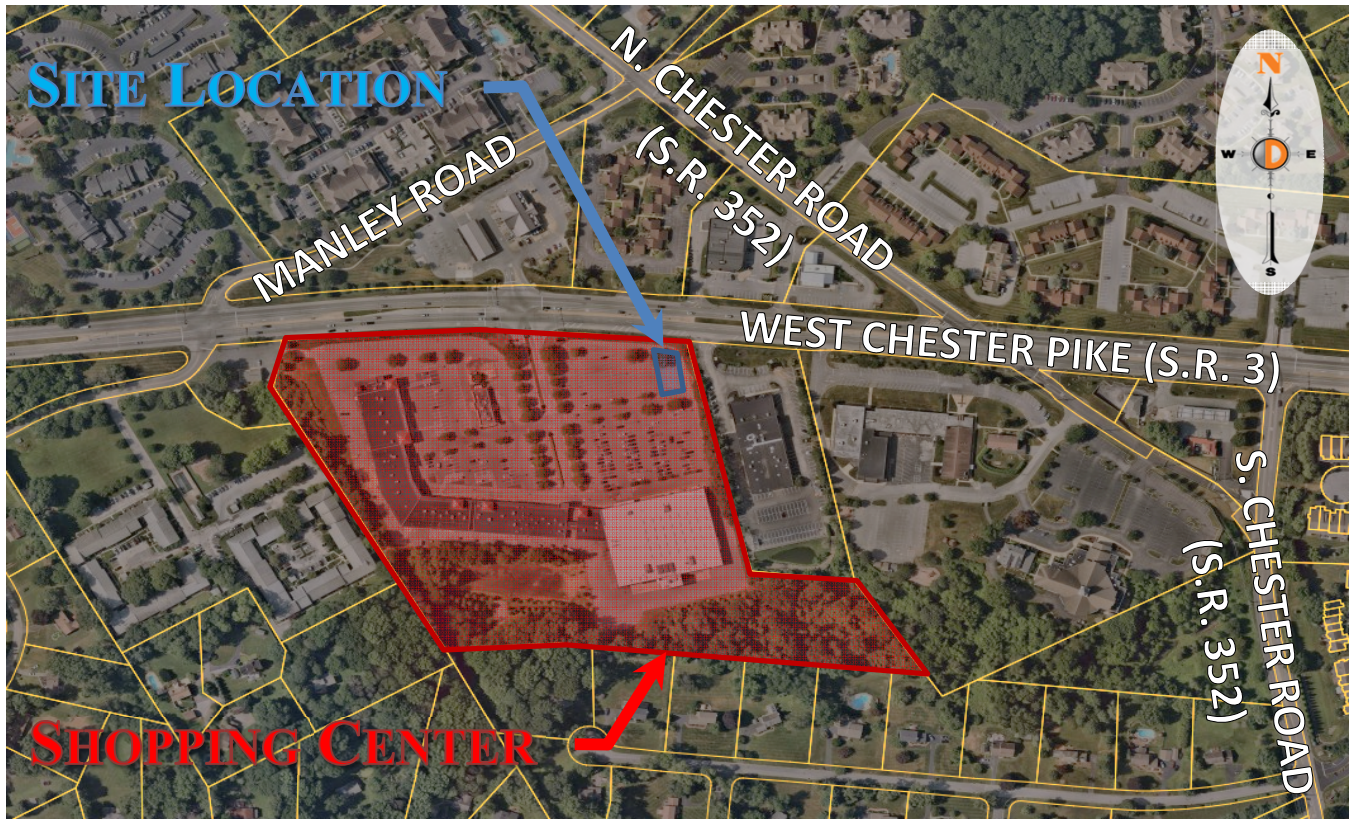 SITE LOCATION
N. CHESTER ROAD
(S.R. 352)
MANLEY ROAD
WEST CHESTER PIKE (S.R. 3)
S. CHESTER ROAD
(S.R. 352)
SHOPPING CENTER
N
W D E
S